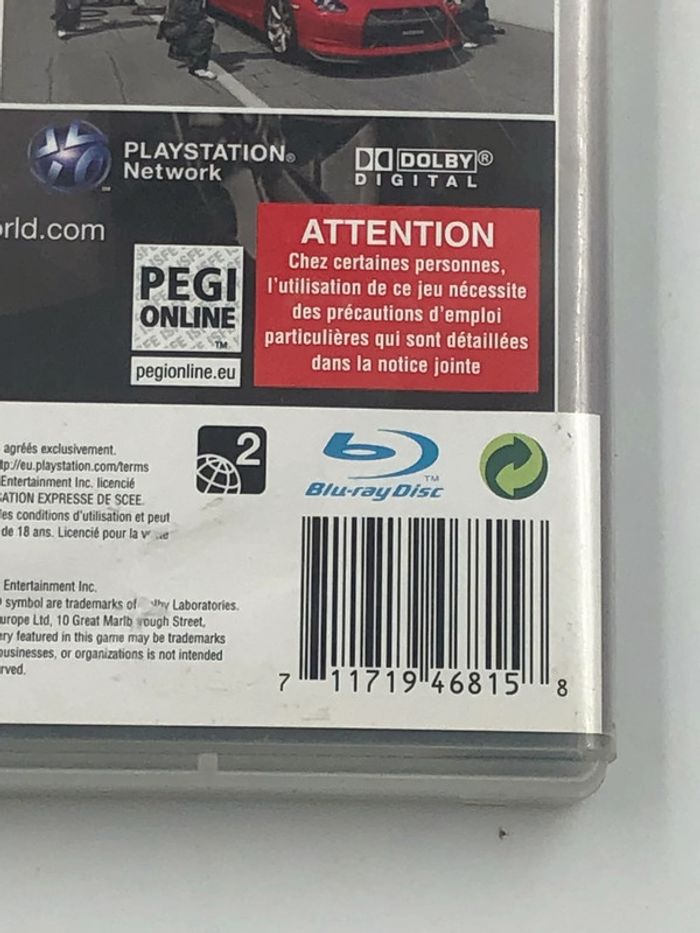 PLAYSTATION®
Network
TM
DOLBY®
DIGITAL
rld.com
PEGI
ONLINE
TM
pegionline.eu
ATTENTION
Chez certaines personnes,
l'utilisation de ce jeu nécessite
des précautions d'emploi
particulières qui sont détaillées
dans la notice jointe
agréés exclusivement.
tp://eu.playstation.com/terms
Entertainment Inc. licencié
ATION EXPRESSE DE SCEE.
les conditions d'utilisation et peut
de 18 ans. Licencié pour la
2
TM
Blu-ray Disc
Entertainment Inc.
symbol are trademarks of Laboratories.
urope Ltd, 10 Great Street,
ery featured in this game may be trademarks
businesses, or organizations is not intended
rved.
7 11719 46815 8